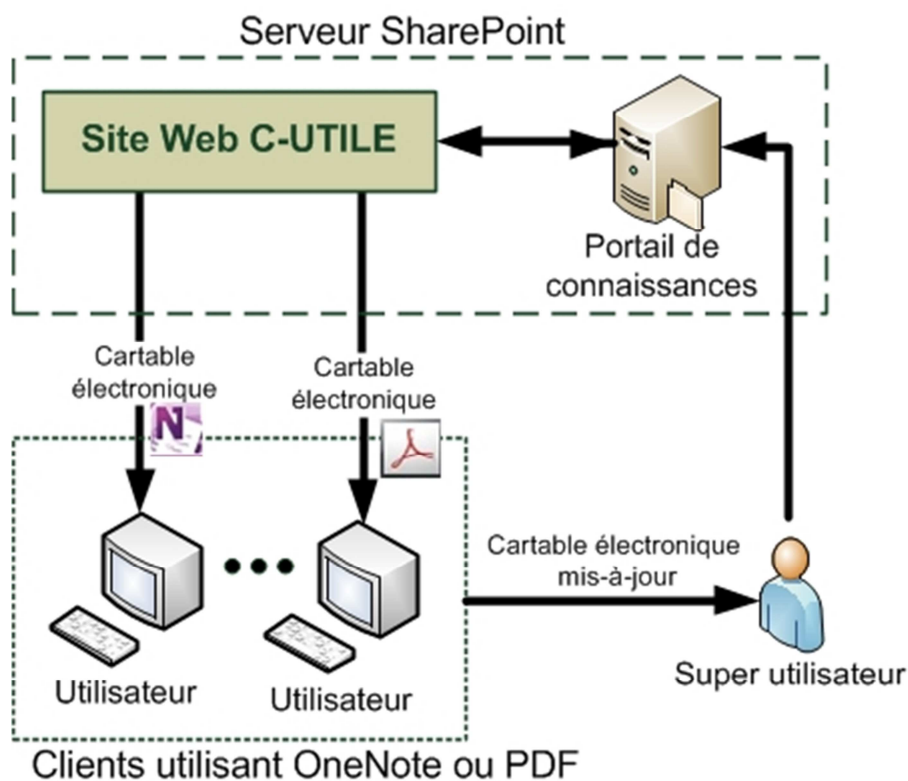 Serveur SharePoint
Site Web C-UTILE
Portail de
connaissances
Cartable
électronique
Cartable
électronique
N
Cartable électronique
mis-à-jour
Utilisateur
Utilisateur
Super utilisateur
Clients utilisant OneNote ou PDF